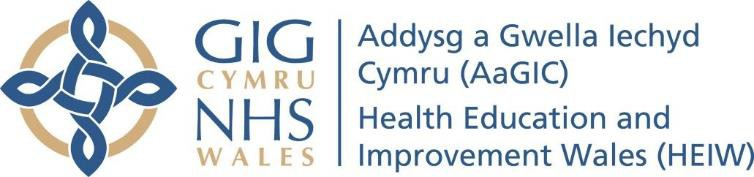 GIG
CYMRU
NHS
WALES
Addysg a Gwella Iechyd
Cymru (AaGIC)
Health Education and
Improvement Wales (HEIW)